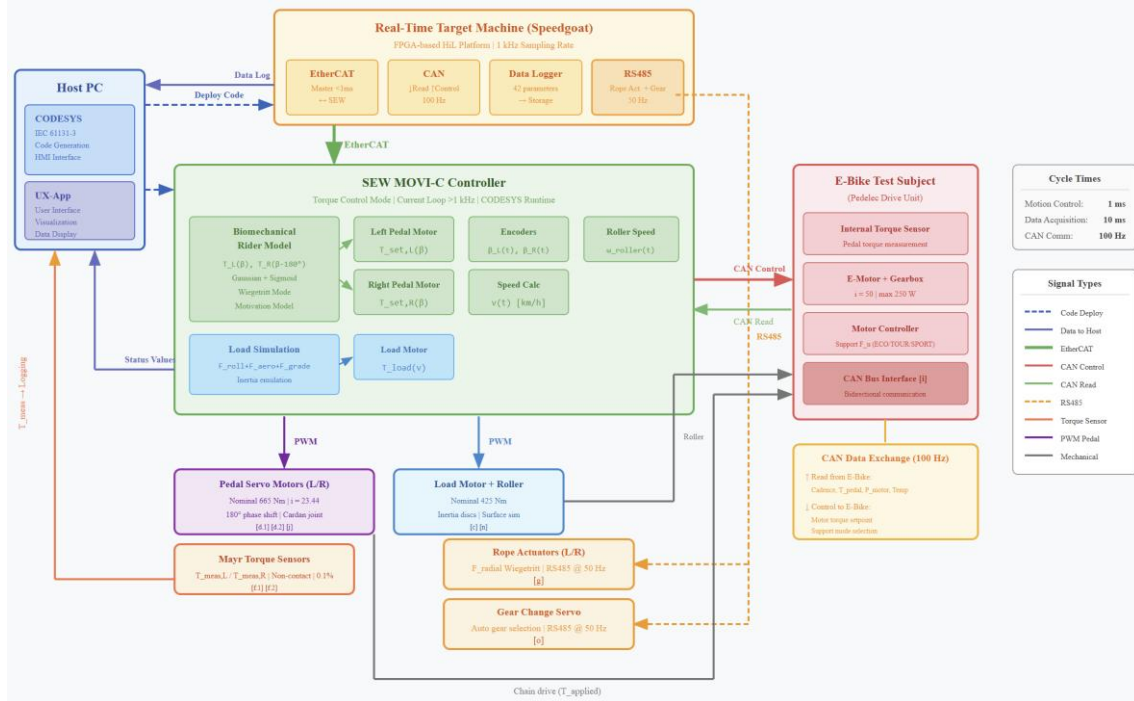 Real-Time Target Machine (Speedgoat)
FPGA-based HiL Platform | 1 kHz Sampling Rate
EtherCAT
Master <1ms
↔ SEW
CAN
↓Read ↑Control
100 Hz
Data Logger
42 parameters
→ Storage
RS485
Rope Act. + Gear
50 Hz
Host PC
CODESYS
IEC 61131-3
Code Generation
HMI Interface
UX-App
User Interface
Visualization
Data Display
Data Log
Deploy Code
EtherCAT
SEW MOVI-C Controller
Torque Control Mode | Current Loop >1 kHz | CODESYS Runtime
Biomechanical
Rider Model
T_L(β), T_R(β-180°)
Gaussian + Sigmoid
Wiegetritt Mode
Motivation Model
Left Pedal Motor
T_set,L(β)
Right Pedal Motor
T_set,R(β)
Encoders
β_L(t), β_R(t)
Speed Calc
v(t) [km/h]
Roller Speed
ω_roller(t)
Load Simulation
F_roll+F_aero+F_grade
Inertia emulation
Load Motor
T_load(v)
Status Values
T_meas → Logging
CAN Control
CAN Read
RS485
E-Bike Test Subject
(Pedelec Drive Unit)
Internal Torque Sensor
Pedal torque measurement
E-Motor + Gearbox
i < 50 | max 250 W
Motor Controller
Support F_u (ECO/TOUR/SPORT)
CAN Bus Interface [i]
Bidirectional communication
Cycle Times
Motion Control: 1 ms
Data Acquisition: 10 ms
CAN Comm: 100 Hz
Signal Types
Code Deploy
Data to Host
EtherCAT
CAN Control
CAN Read
RS485
Torque Sensor
PWM Pedal
Mechanical
PWM
PWM
Roller
Pedal Servo Motors (L/R)
Nominal 665 Nm | i = 23.44
180° phase shift | Cardan joint
[d.1] [d.2] [j]
Load Motor + Roller
Nominal 425 Nm
Inertia discs | Surface sim
[c] [n]
CAN Data Exchange (100 Hz)
↑ Read from E-Bike:
Cadence, T_pedal, P_motor, Temp
↓ Control to E-Bike:
Motor torque setpoint
Support mode selection
Mayr Torque Sensors
T_meas,L / T_meas,R | Non-contact | 0.1%
[f.1] [f.2]
Rope Actuators (L/R)
F_radial Wiegetritt | RS485 @ 50 Hz
[g]
Gear Change Servo
Auto gear selection | RS485 @ 50 Hz
[o]
Chain drive (T_applied)